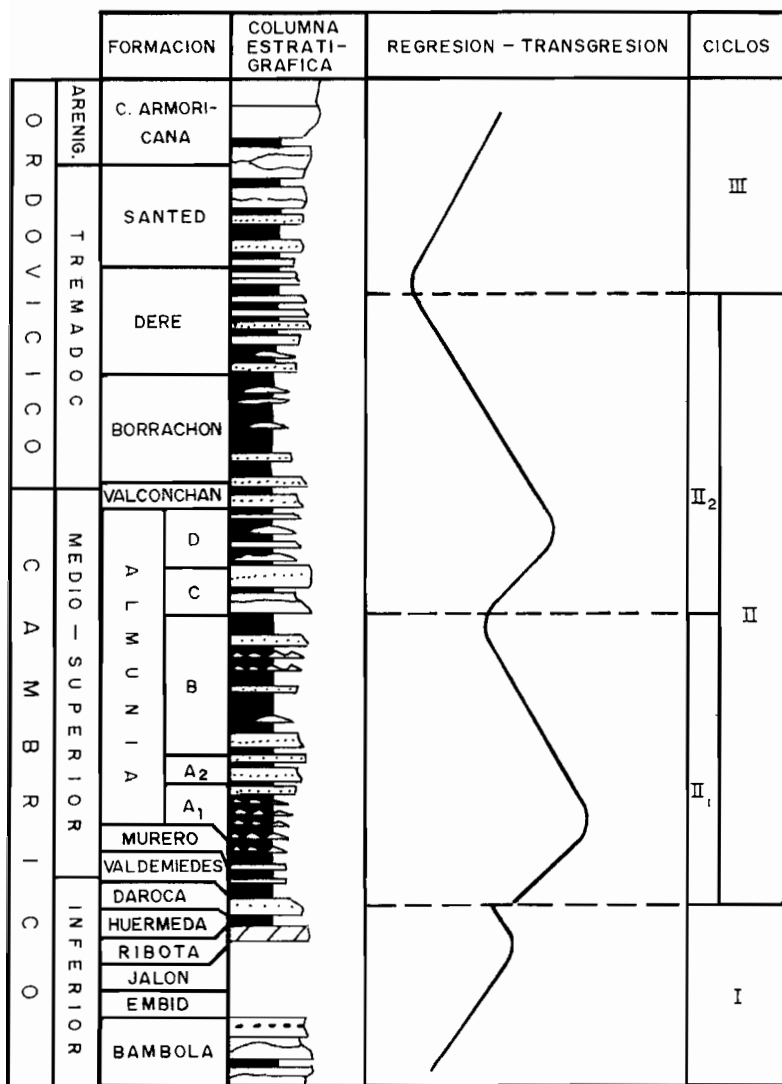 FORMACION
COLUMNA
ESTRATI-
GRAFICA
REGRESION – TRANSGRESION
CICLOS
ORDOVICICO
ARENIG.
C. ARMORI-
CANA
TREMADOC
SANTED
DERE
BORRACHON
CAMBRICO
MEDIO – SUPERIOR
VALCONCHAN
ALMUNIA
D
C
B
A2
A1
MURERO
VALDEMIEDES
INFERIOR
DAROCA
HUERMEDA
RIBOTA
JALON
EMBID
BAMBOLA
III
II2
II
II1
I